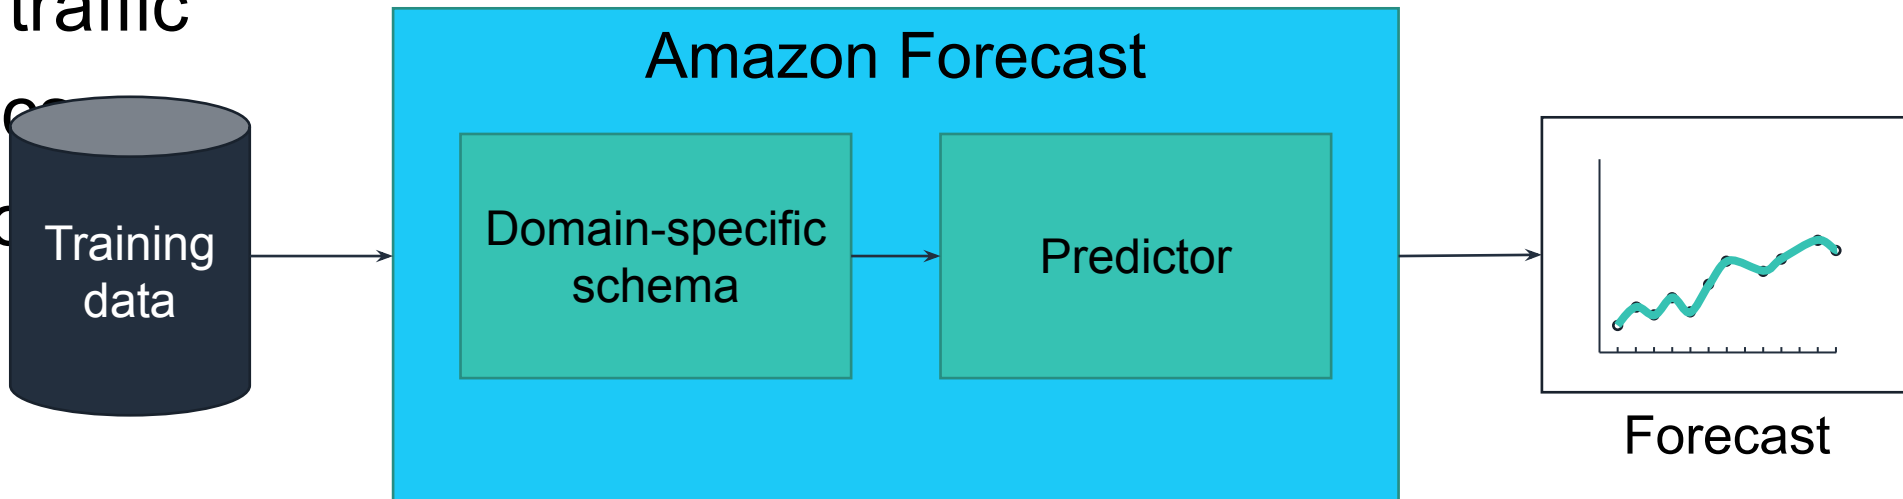 traffic
Amazon Forecast
Training
data
Domain-specific
schema
Predictor
Forecast